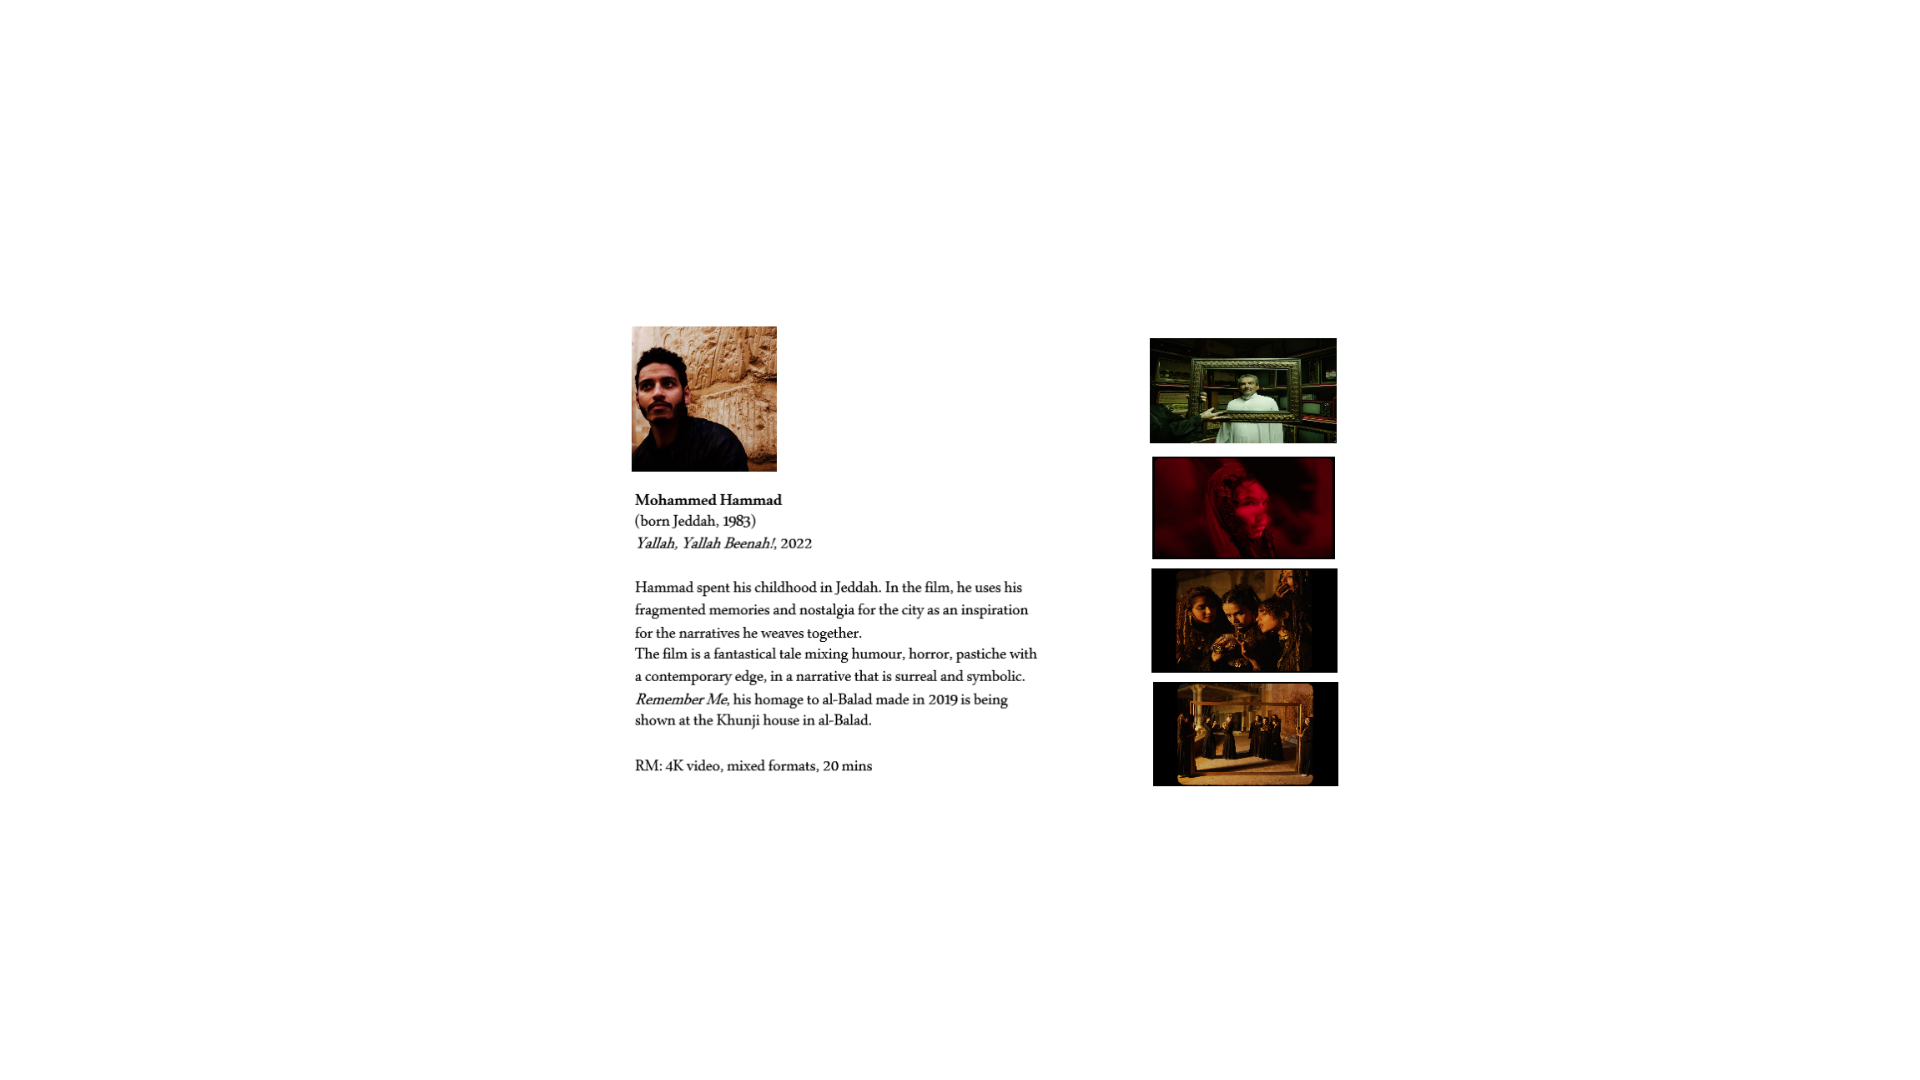 Mohammed Hammad
(born Jeddah, 1983)
Yallah, Yallah Beenah!, 2022
Hammad spent his childhood in Jeddah. In the film, he uses his
fragmented memories and nostalgia for the city as an inspiration
for the narratives he weaves together.
The film is a fantastical tale mixing humour, horror, pastiche with
a contemporary edge, in a narrative that is surreal and symbolic.
Remember Me, his homage to al-Balad made in 2019 is being
shown at the Khunji house in al-Balad.
RM: 4K video, mixed formats, 20 mins